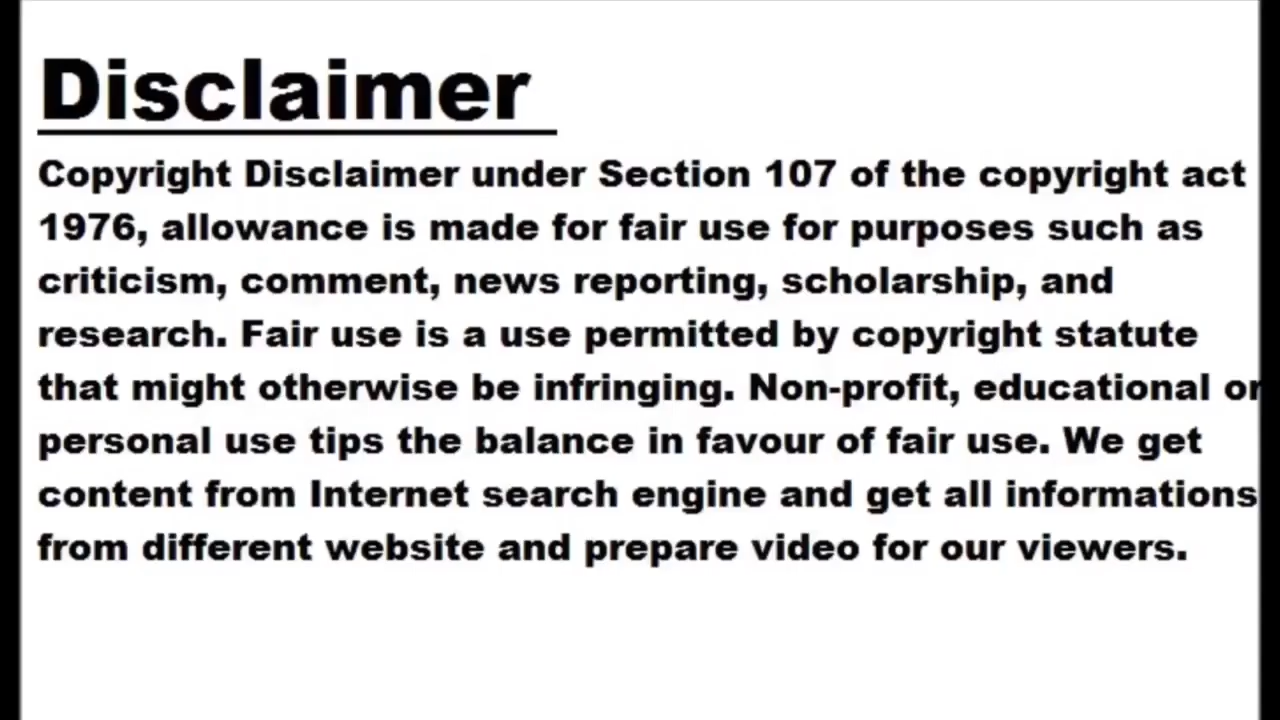 Disclaimer
Copyright Disclaimer under Section 107 of the copyright act
1976, allowance is made for fair use for purposes such as
criticism, comment, news reporting, scholarship, and
research. Fair use is a use permitted by copyright statute
that might otherwise be infringing. Non-profit, educational or
personal use tips the balance in favour of fair use. We get
content from Internet search engine and get all informations
from different website and prepare video for our viewers.